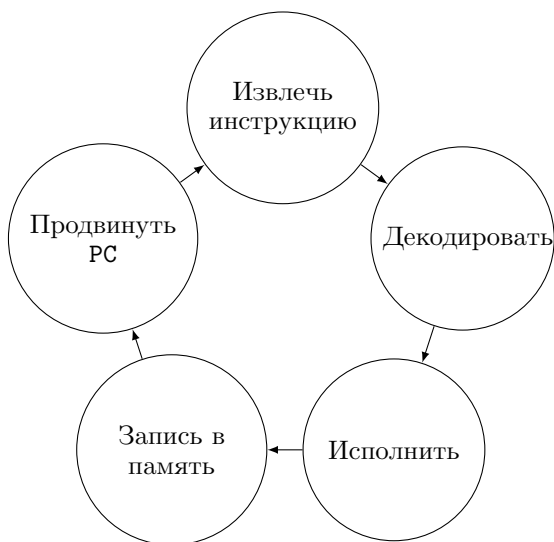 Извлечь
инструкцию
Декодировать
Исполнить
Запись в
память
Продвинуть
PC